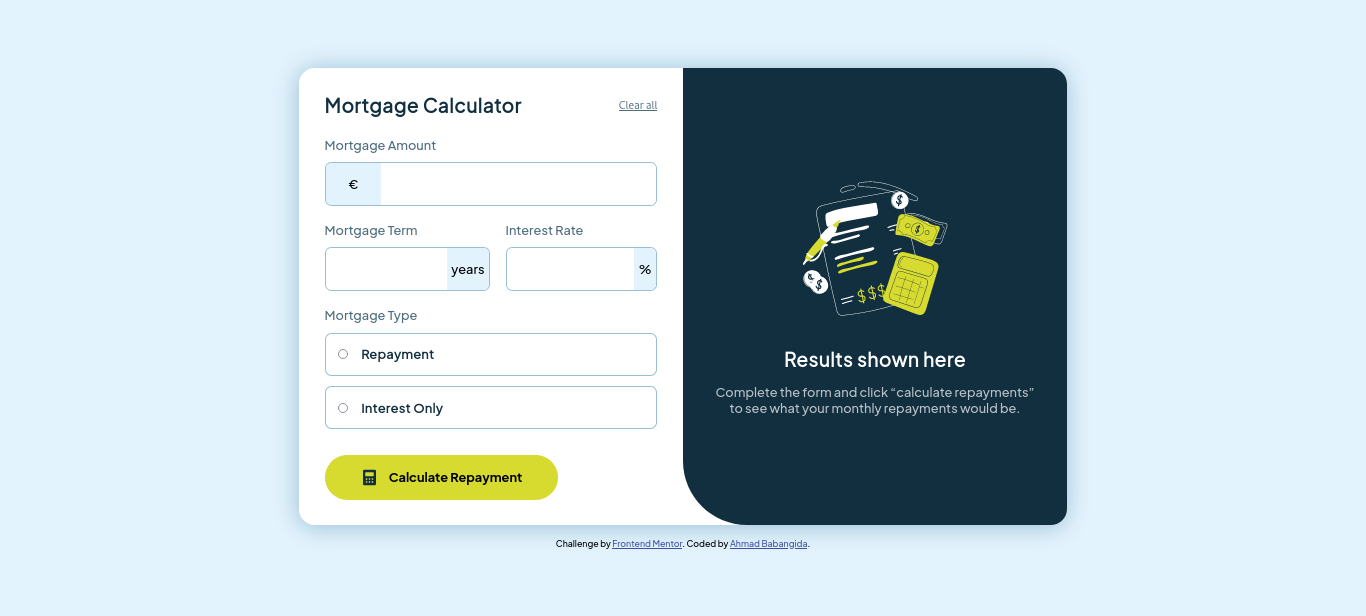 Mortgage Calculator
Clear all
Mortgage Amount
€
Mortgage Term
Interest Rate
years
%
Mortgage Type
Repayment
Interest Only
Calculate Repayment
$
$
$
$
$$$
Results shown here
Complete the form and click “calculate repayments”
to see what your monthly repayments would be.
Challenge by Frontend Mentor. Coded by Ahmad Babangida.